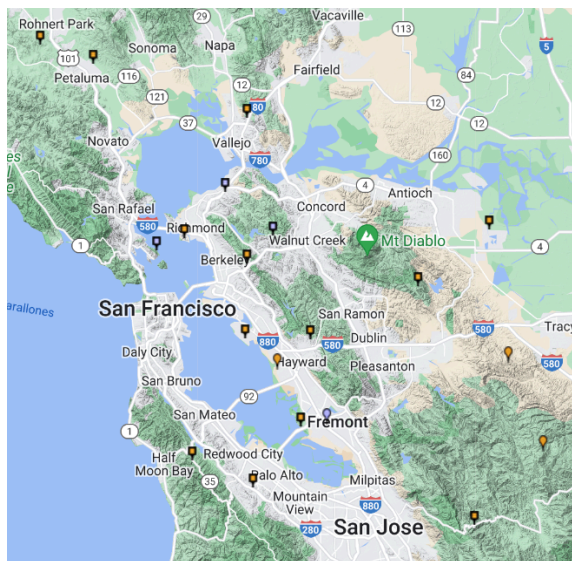 Rohnert Park
29
Vacaville
113
Sonoma
Napa
5
101
Petaluma
116
Fairfield
84
12
80
121
12
12
37
Vallejo
Novato
780
160
4
Antioch
San Rafael
Concord
580
Richmond
1
Walnut Creek
Mt Diablo
4
Berkele
arallones
San Francisco
San Ramon
880
580
Dublin
580
Tracy
Daly City
Hayward
Pleasanton
580
San Bruno
92
San Mateo
1
Fremont
Redwood City
Half
Moon Bay
35
Palo Alto
Milpitas
Mountain
View
880
280
San Jose